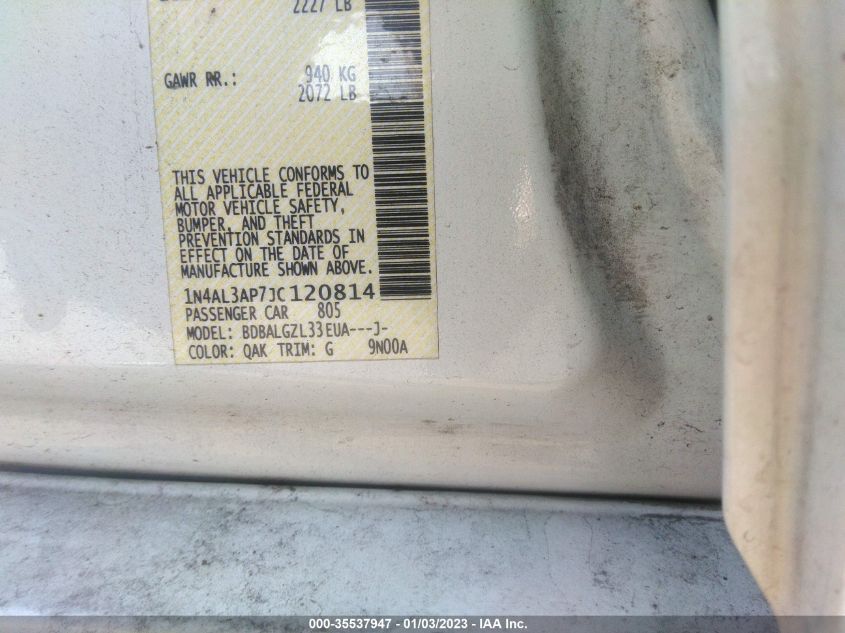 2227 LB
GAWR RR.: 940 KG
2072 LB
THIS VEHICLE CONFORMS TO
ALL APPLICABLE FEDERAL
MOTOR VEHICLE SAFETY,
BUMPER, AND THEFT
PREVENTION STANDARDS IN
EFFECT ON THE DATE OF
MANUFACTURE SHOWN ABOVE.
1N4AL3AP7JC120814
PASSENGER CAR 805
MODEL: BDBALGZL33EUA---J-
COLOR: QAK TRIM: G 9N00A
000-35537947 - 01/03/2023 - IAA Inc.